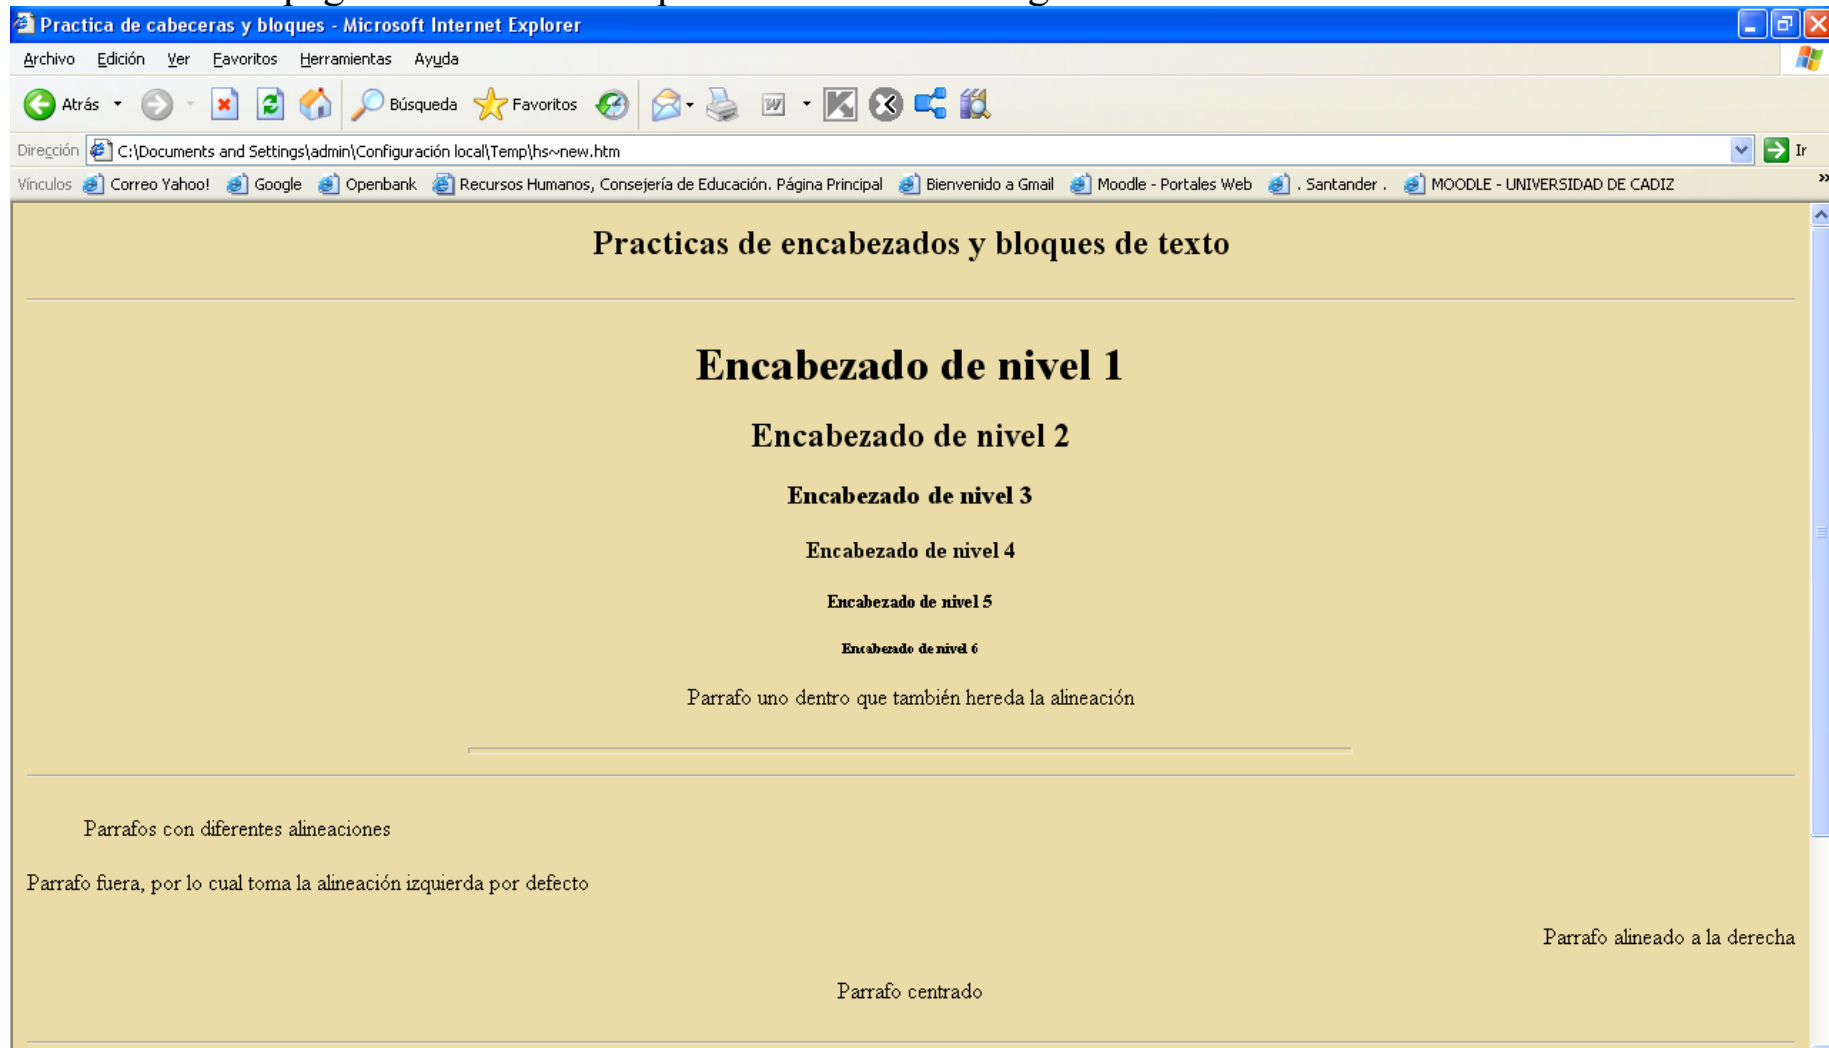 Practica de cabeceras y bloques - Microsoft Internet Explorer
Archivo Edición Ver Favoritos Herramientas Ayuda
Atrás Búsqueda Favoritos
Dirección C:\Documents and Settings\admin\Configuración local\Temp\hs~new.htm Ir
Vínculos Correo Yahoo! Google Openbank Recursos Humanos, Consejería de Educación. Página Principal Bienvenido a Gmail Moodle - Portales Web . Santander . MOODLE - UNIVERSIDAD DE CADIZ »
Practicas de encabezados y bloques de texto
Encabezado de nivel 1
Encabezado de nivel 2
Encabezado de nivel 3
Encabezado de nivel 4
Encabezado de nivel 5
Encabezado de nivel 6
Parrafo uno dentro que también hereda la alineación
Parrafos con diferentes alineaciones
Parrafo fuera, por lo cual toma la alineación izquierda por defecto
Parrafo alineado a la derecha
Parrafo centrado